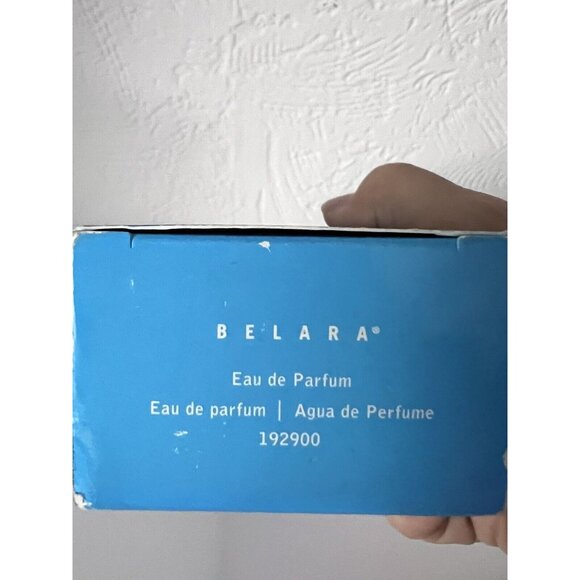 BELARA®
Eau de Parfum
Eau de parfum | Agua de Perfume
192900